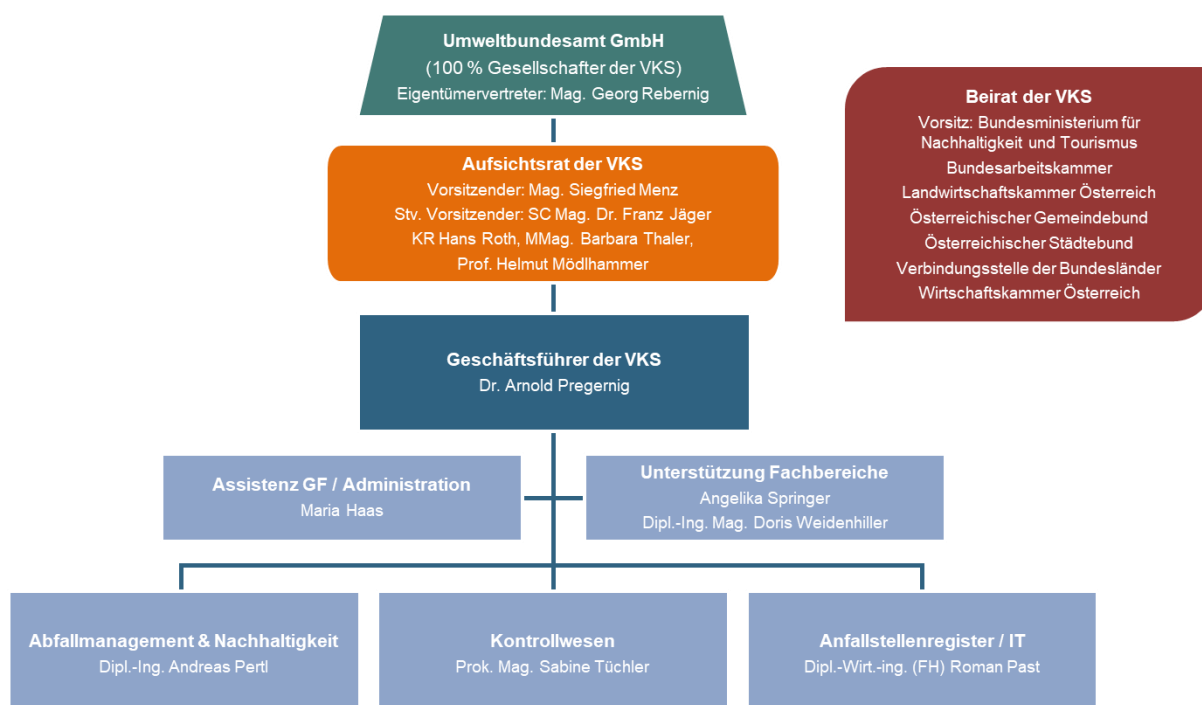 Umweltbundesamt GmbH
(100 % Gesellschafter der VKS)
Eigentümervertreter: Mag. Georg Rebernig
Aufsichtsrat der VKS
Vorsitzender: Mag. Siegfried Menz
Stv. Vorsitzender: SC Mag. Dr. Franz Jäger
KR Hans Roth, MMag. Barbara Thaler,
Prof. Helmut Mödlhammer
Beirat der VKS
Vorsitz: Bundesministerium für
Nachhaltigkeit und Tourismus
Bundesarbeitskammer
Landwirtschaftskammer Österreich
Österreichischer Gemeindebund
Österreichischer Städtebund
Verbindungsstelle der Bundesländer
Wirtschaftskammer Österreich
Geschäftsführer der VKS
Dr. Arnold Pregernig
Assistenz GF / Administration
Maria Haas
Unterstützung Fachbereiche
Angelika Springer
Dipl.-Ing. Mag. Doris Weidenhiller
Abfallmanagement & Nachhaltigkeit
Dipl.-Ing. Andreas Pertl
Kontrollwesen
Prok. Mag. Sabine Tüchler
Anfallstellenregister / IT
Dipl.-Wirt.-ing. (FH) Roman Past